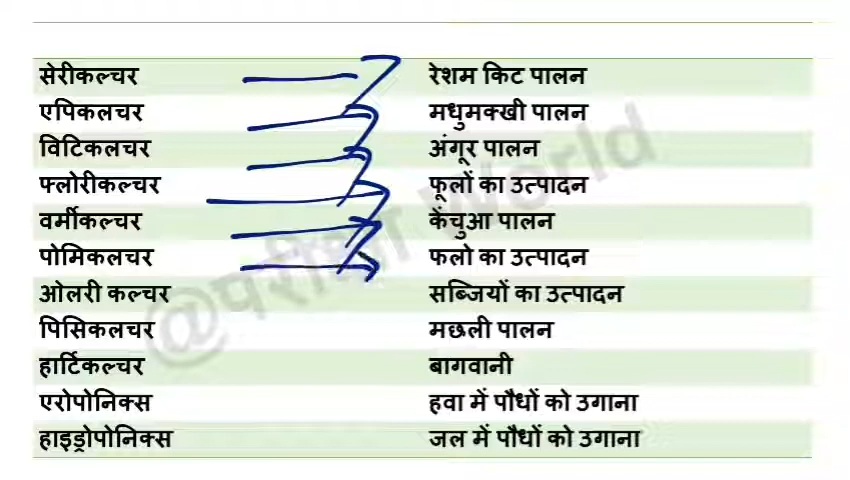 सेरीकल्चर रेशम किट पालन
एपिकलचर मधुमक्खी पालन
विटिकलचर अंगूर पालन
फ्लोरीकल्चर फूलों का उत्पादन
वर्मीकल्चर केंचुआ पालन
पोमिकलचर फलो का उत्पादन
ओलरी कल्चर सब्जियों का उत्पादन
पिसिकलचर मछली पालन
हार्टिकल्चर बागवानी
एरोपोनिक्स हवा में पौधों को उगाना
हाइड्रोपोनिक्स जल में पौधों को उगाना
@परीक्षा World